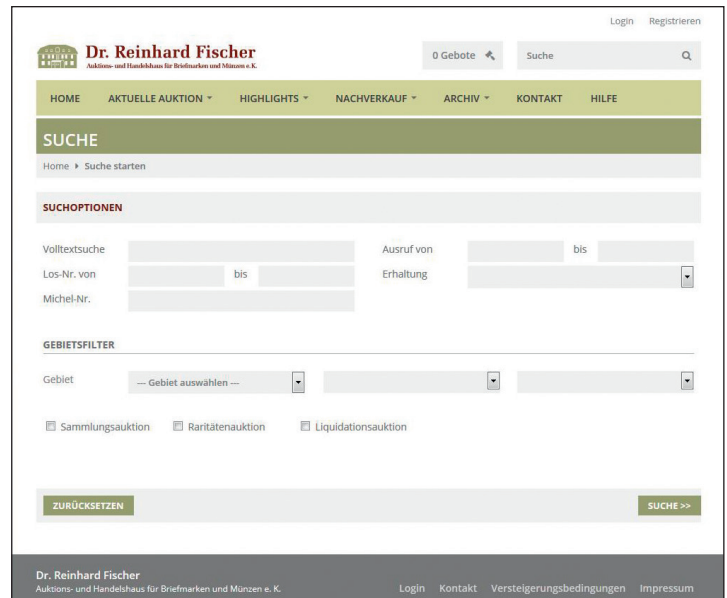 Login Registrieren
Dr. Reinhard Fischer
Auktions- und Handelshaus für Briefmarken und Münzen e.K.
0 Gebote
Suche
HOME AKTUELLE AUKTION HIGHLIGHTS NACHVERKAUF ARCHIV KONTAKT HILFE
SUCHE
Home Suche starten
SUCHOPTIONEN
Volltextsuche Ausruf von bis
Los-Nr. von bis Erhaltung
Michel-Nr.
GEBIETSFILTER
Gebiet --- Gebiet auswählen ---
Sammlungsauktion Raritätenauktion Liquidationsauktion
ZURÜCKSETZEN SUCHE >>
Dr. Reinhard Fischer
Auktions- und Handelshaus für Briefmarken und Münzen e. K.
Login Kontakt Versteigerungsbedingungen Impressum